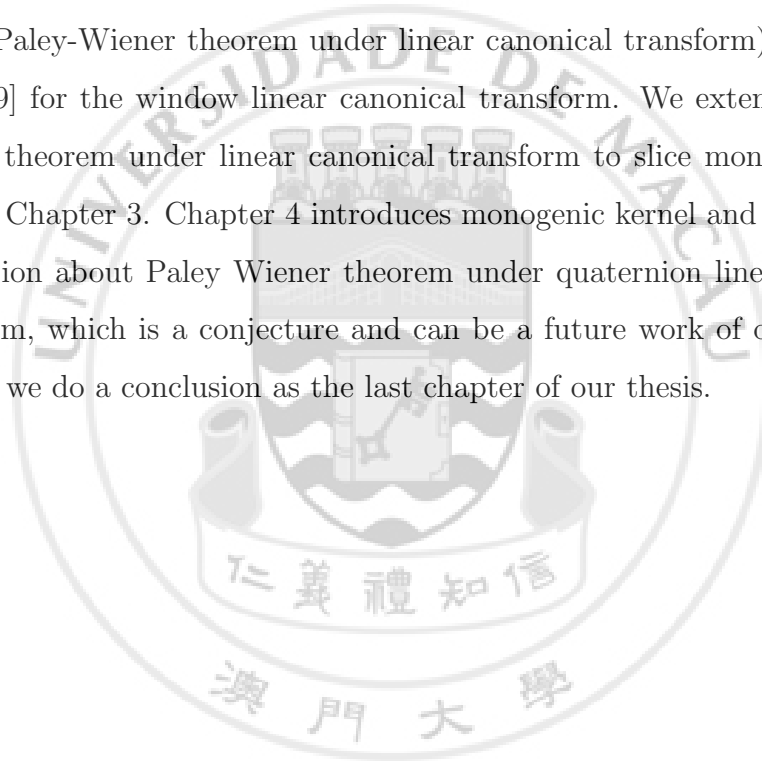 Paley-Wiener theorem under linear canonical transform)
9] for the window linear canonical transform. We exten
theorem under linear canonical transform to slice mon
Chapter 3. Chapter 4 introduces monogenic kernel and
ion about Paley Wiener theorem under quaternion line
m, which is a conjecture and can be a future work of o
we do a conclusion as the last chapter of our thesis.
UNIVERSIDADE DE MACAU
仁義禮知信
澳門大學